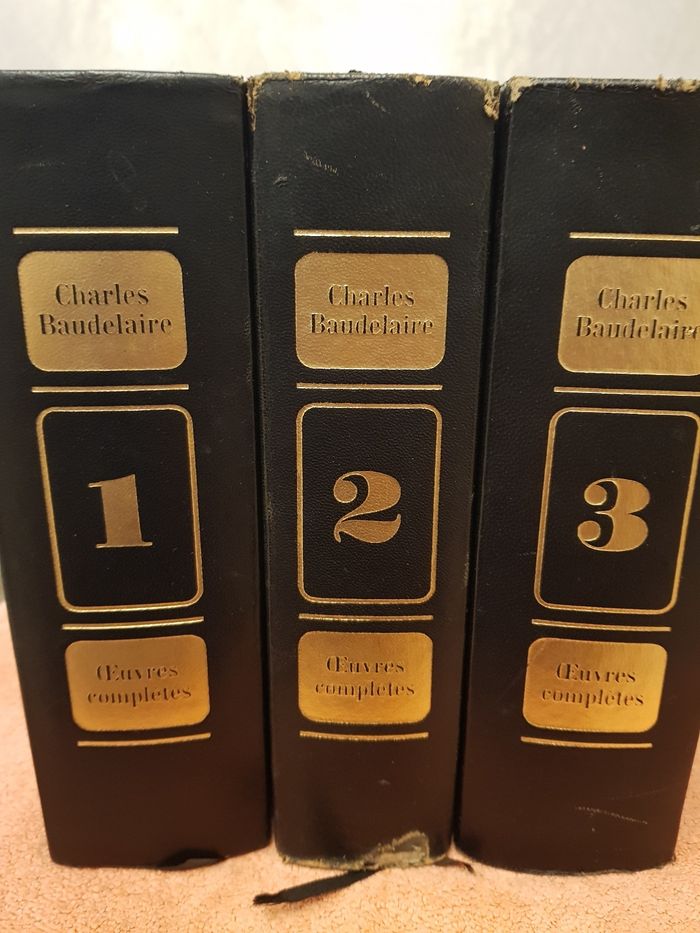 Charles
Baudelaire
1
Œuvres
complètes
Charles
Baudelaire
2
Œuvres
complètes
Charles
Baudelaire
3
Œuvres
complètes